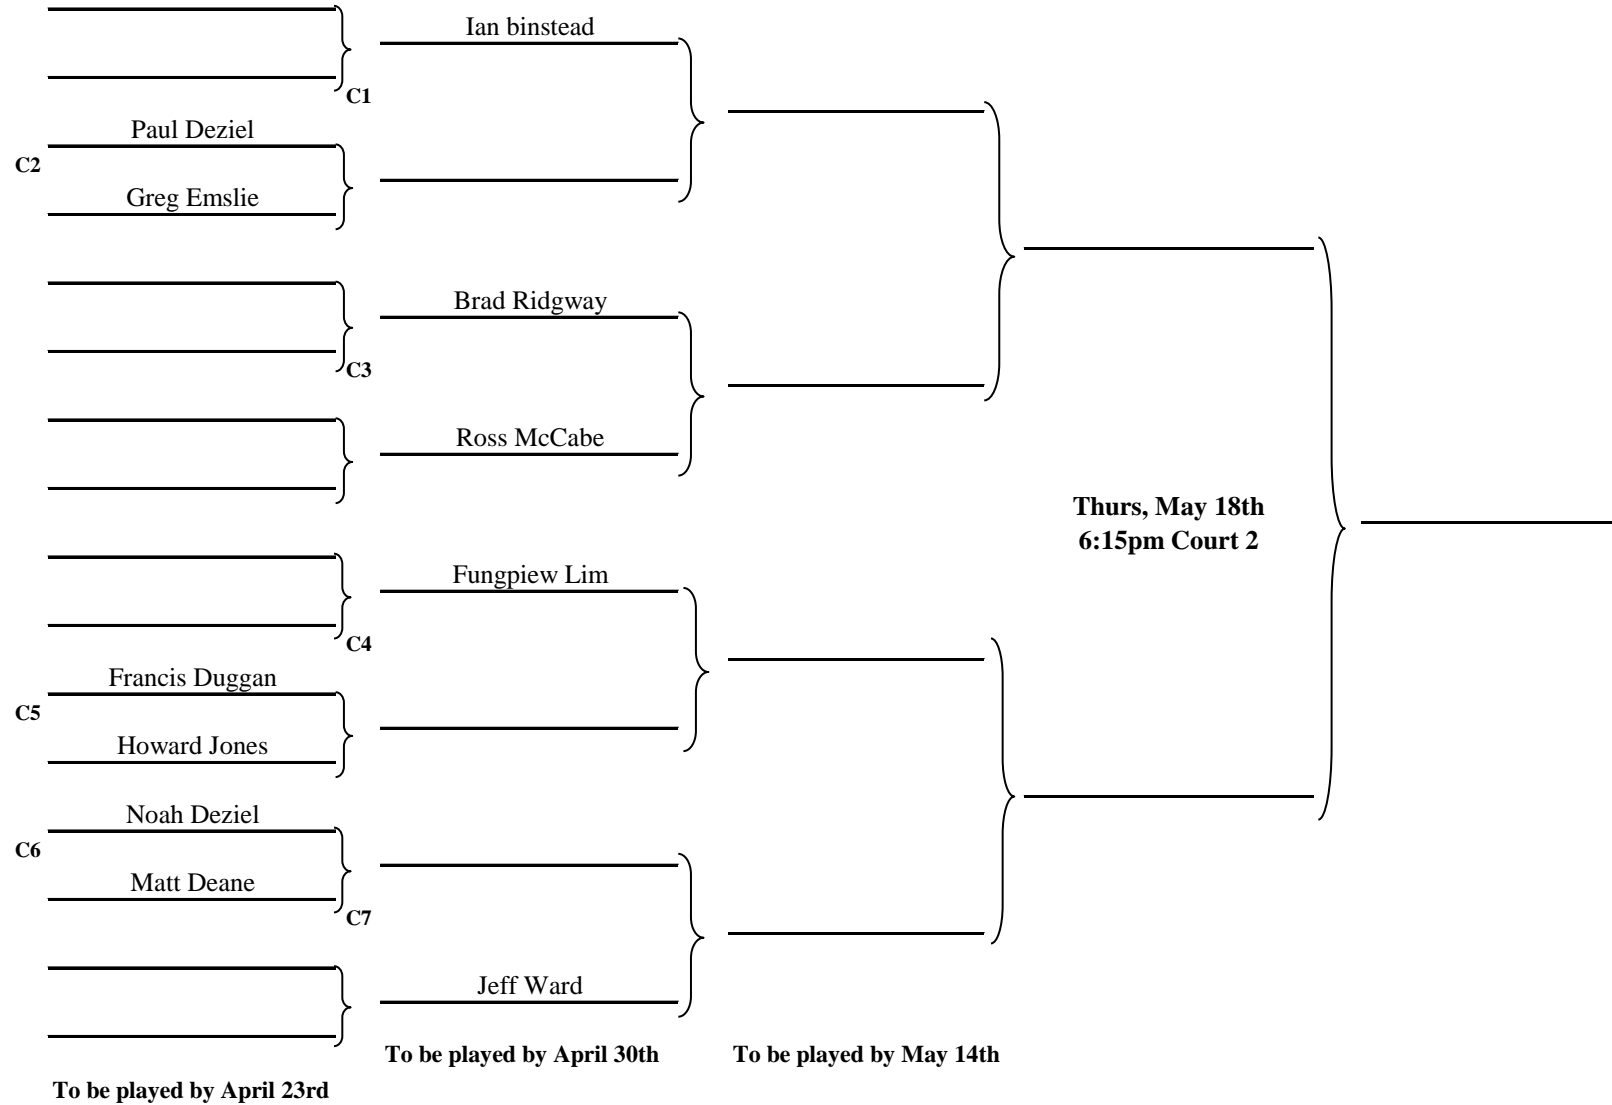 Ian binstead
C1
Paul Deziel
C2
Greg Emslie
Brad Ridgway
C3
Ross McCabe
Thurs, May 18th
6:15pm Court 2
Fungpiew Lim
C4
Francis Duggan
C5
Howard Jones
Noah Deziel
C6
Matt Deane
C7
Jeff Ward
To be played by April 30th
To be played by May 14th
To be played by April 23rd